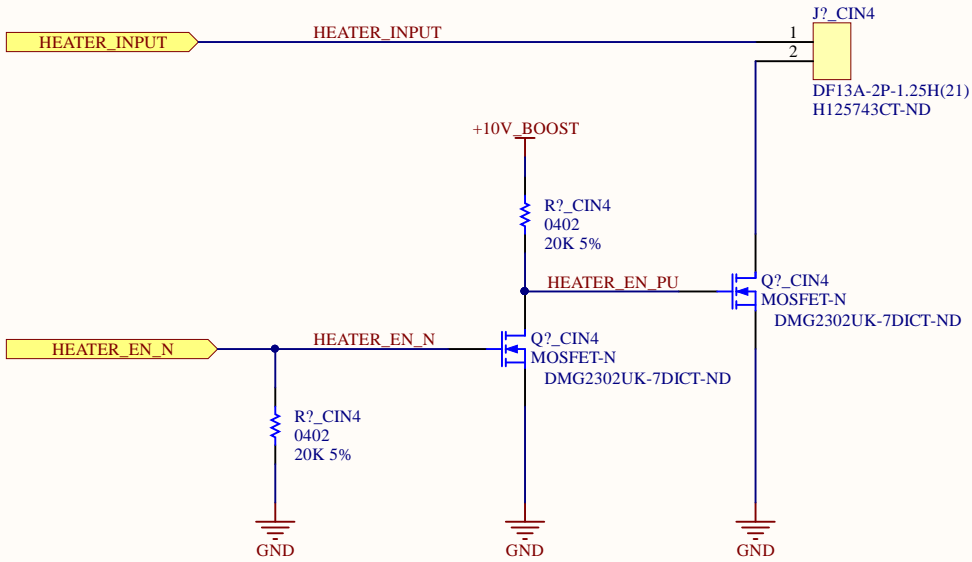 J?_CIN4
HEATER_INPUT
HEATER_INPUT
1
2
DF13A-2P-1.25H(21)
H125743CT-ND
+10V_BOOST
R?_CIN4
0402
20K 5%
HEATER_EN_PU
Q?_CIN4
MOSFET-N
DMG2302UK-7DICT-ND
HEATER_EN_N
HEATER_EN_N
Q?_CIN4
MOSFET-N
DMG2302UK-7DICT-ND
R?_CIN4
0402
20K 5%
GND
GND
GND